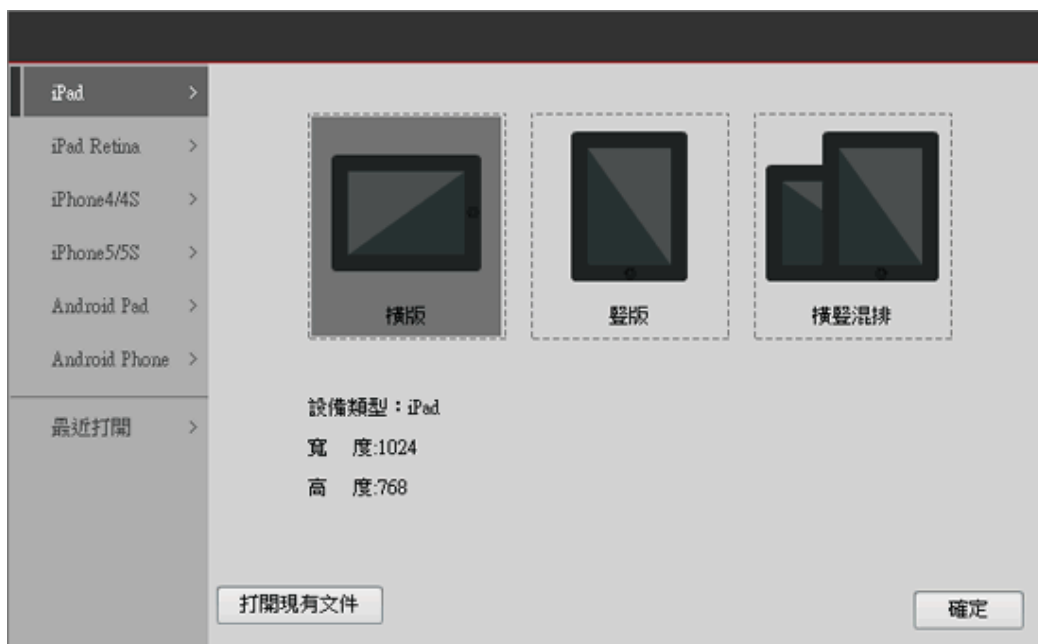 iPad
iPad Retina
iPhone4/4S
iPhone5/5S
Android Pad
Android Phone
最近打開
橫版
豎版
橫豎混排
設備類型：iPad
寬 度:1024
高 度:768
打開現有文件
確定